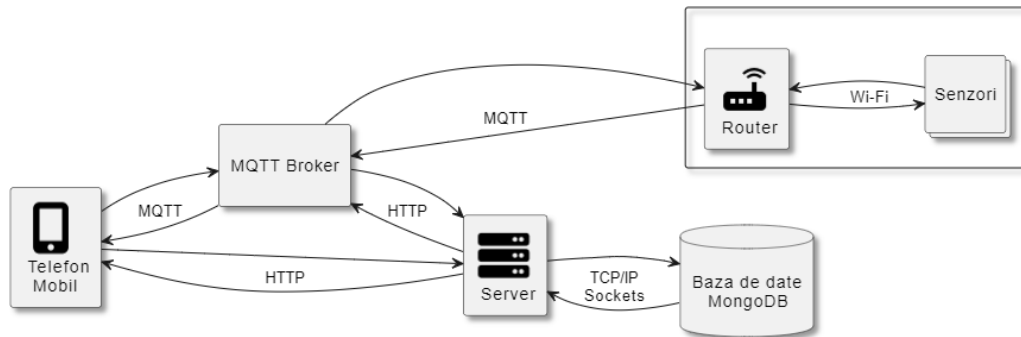 Router
Wi-Fi
Senzori
MQTT
MQTT Broker
MQTT
HTTP
Telefon
Mobil
HTTP
Server
TCP/IP
Sockets
Baza de date
MongoDB